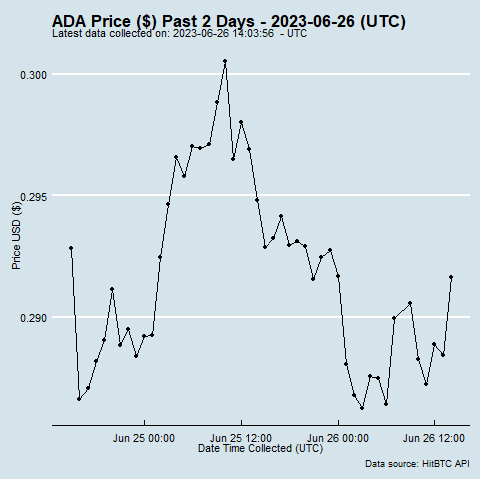 ADA Price ($) Past 2 Days - 2023-06-26 (UTC)
Latest data collected on: 2023-06-26 14:03:56 - UTC
0.300
0.295
0.290
Price USD ($)
Jun 25 00:00 Jun 25 12:00 Jun 26 00:00 Jun 26 12:00
Date Time Collected (UTC)
Data source: HitBTC API